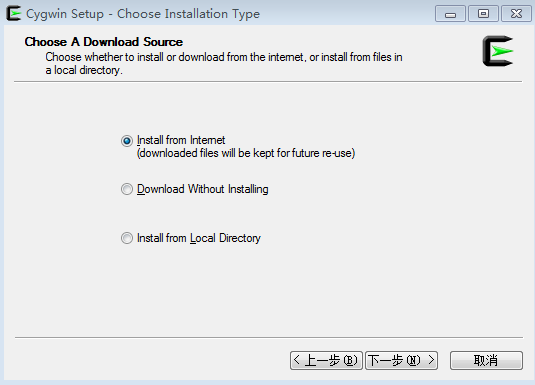 Cygwin Setup - Choose Installation Type
Choose A Download Source
Choose whether to install or download from the internet, or install from files in
a local directory.
Install from Internet
(downloaded files will be kept for future re-use)
Download Without Installing
Install from Local Directory
< 上一步(B) 下一步(N) > 取消